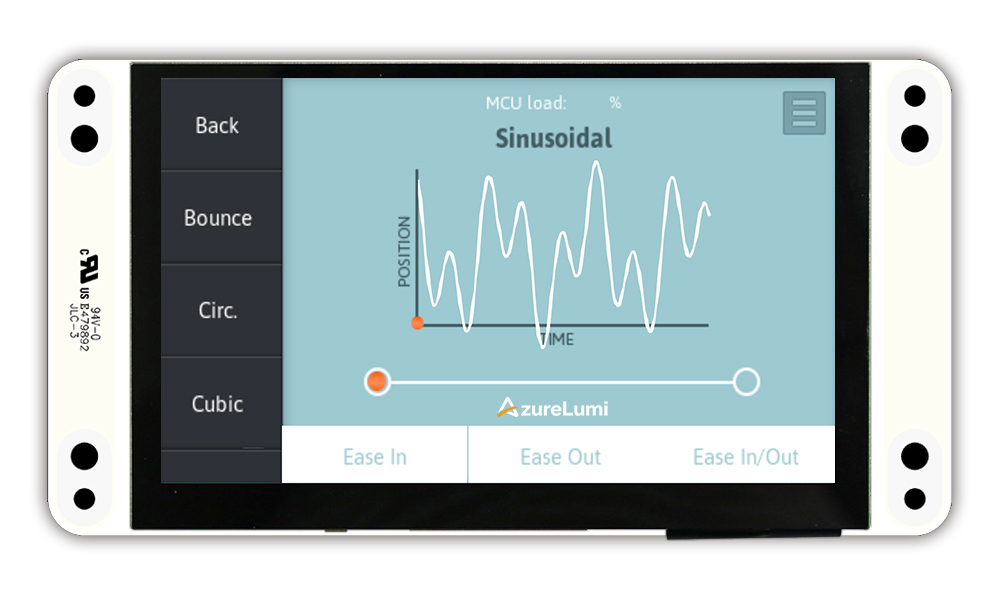 MCU load: %
Sinusoidal
Back
Bounce
Circ.
Cubic
POSITION
TIME
AzureLumi
Ease In
Ease Out
Ease In/Out
c UL US
94V-0
E479892
JLC-3